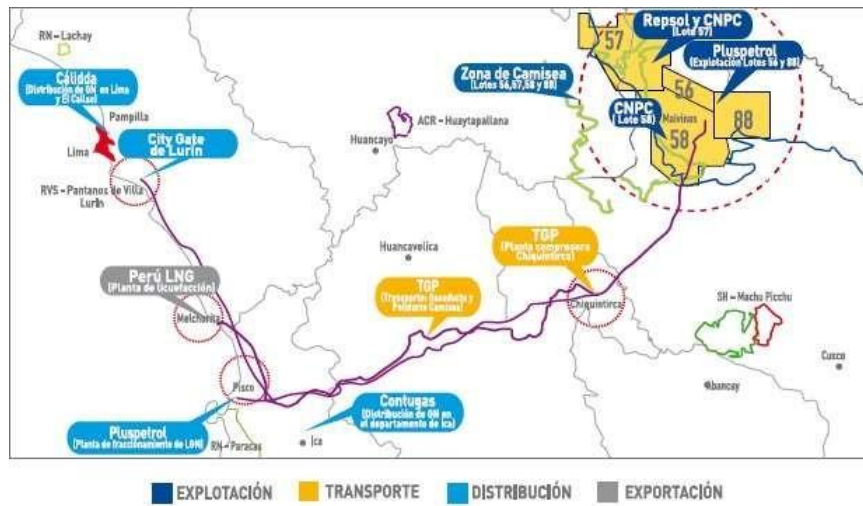 RN - Lachay
Cálidda
(Distribución de GN en Lima
y El Callao)
Pampilla
Lima
City Gate
de Lurín
RVS - Pantanos de Villa
Lurín
Perú LNG
(Planta de licuefacción)
Melchorita
Pisco
Pluspetrol
(Planta de fraccionamiento de LGN)
RN - Paracas
Ica
Contugas
(Distribución de GN en
el departamento de Ica)
Huancayo
ACR - Huaytapallana
Huancavelica
TGP
(Transporte: Gasoducto y
Poliducto Camisea)
TGP
(Planta compresora
Chiquintirca)
Chiquintirca
Zona de Camisea
(Lotes 56,57,58 y 88)
Repsol y CNPC
(Lote 57)
Pluspetrol
(Explotación Lotes 56 y 88)
CNPC
(Lote 58)
57
56
Malvinas
88
58
SH - Machu Picchu
Cusco
Abancay
EXPLOTACIÓN TRANSPORTE DISTRIBUCIÓN EXPORTACIÓN